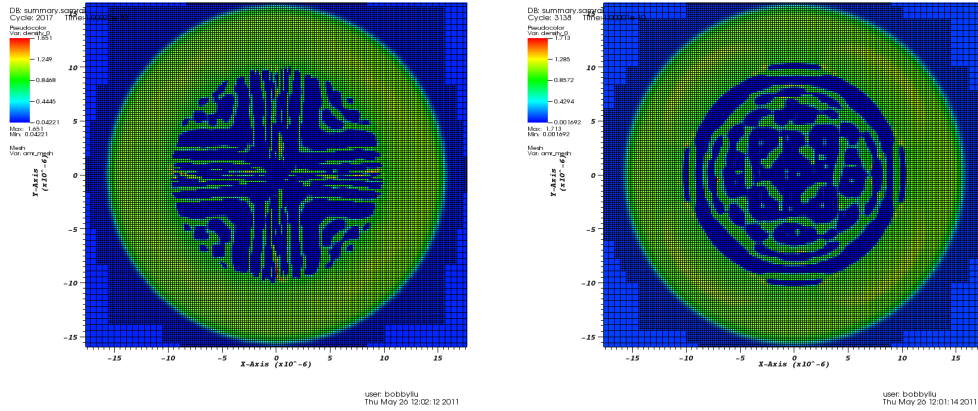 DB: summary.samrai
Cycle: 2017
Pseudocolor
Var: density_0
1.651
1.249
0.8468
0.4445
0.04221
Max: 1.651
Min: 0.04221
Mesh
Var: amr_mesh
Y-Axis
(x10^-6)
15
10
5
0
-5
-10
-15
-15
-10
-5
0
5
10
15
X-Axis (x10^-6)
user: bobbyliu
Thu May 26 12:02:12 2011
DB: summary.samrai
Cycle: 3138
Pseudocolor
Var: density_0
1.713
1.285
0.8572
0.4294
0.001692
Max: 1.713
Min: 0.001692
Mesh
Var: amr_mesh
Y-Axis
(x10^-6)
15
10
5
0
-5
-10
-15
-15
-10
-5
0
5
10
15
X-Axis (x10^-6)
user: bobbyliu
Thu May 26 12:01:14 2011